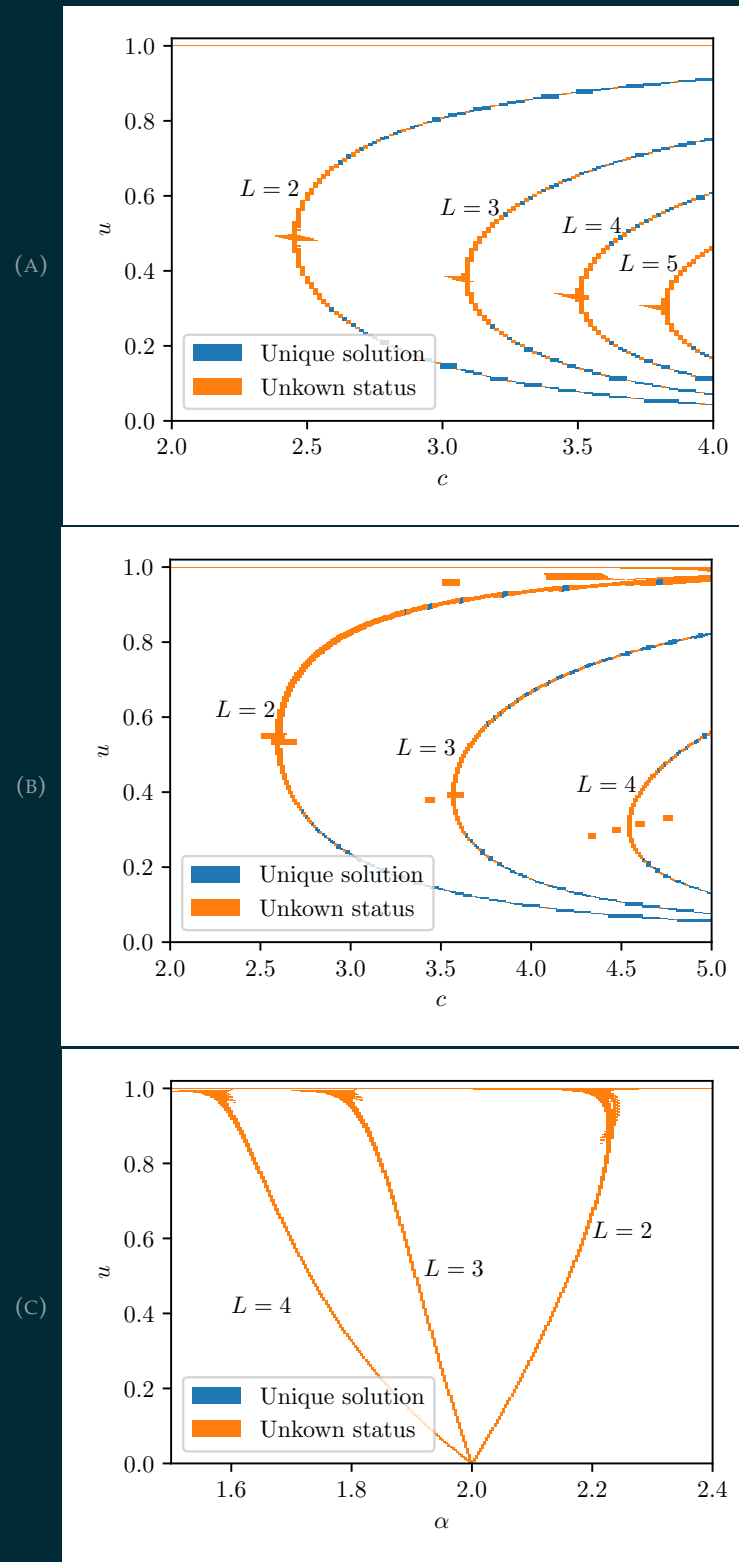 (A)
1.0
0.8
0.6
0.4
0.2
0.0
u
L = 2
L = 3
L = 4
L = 5
Unique solution
Unkown status
2.0 2.5 3.0 3.5 4.0
c
(B)
1.0
0.8
0.6
0.4
0.2
0.0
u
L = 2
L = 3
L = 4
Unique solution
Unkown status
2.0 2.5 3.0 3.5 4.0 4.5 5.0
c
(C)
1.0
0.8
0.6
0.4
0.2
0.0
u
L = 2
L = 3
L = 4
Unique solution
Unkown status
1.6 1.8 2.0 2.2 2.4
α